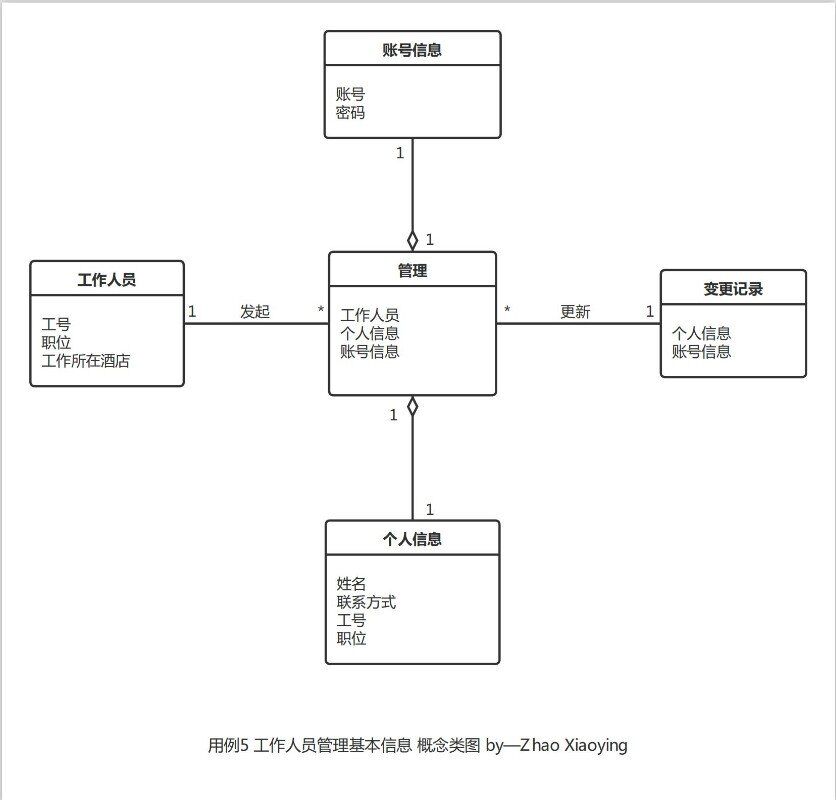 账号信息
账号
密码
1
1
工作人员
工号
职位
工作所在酒店
1 发起 *
管理
工作人员
个人信息
账号信息
* 更新 1
变更记录
个人信息
账号信息
1
1
个人信息
姓名
联系方式
工号
职位
用例5 工作人员管理基本信息 概念类图 by—Zhao Xiaoying